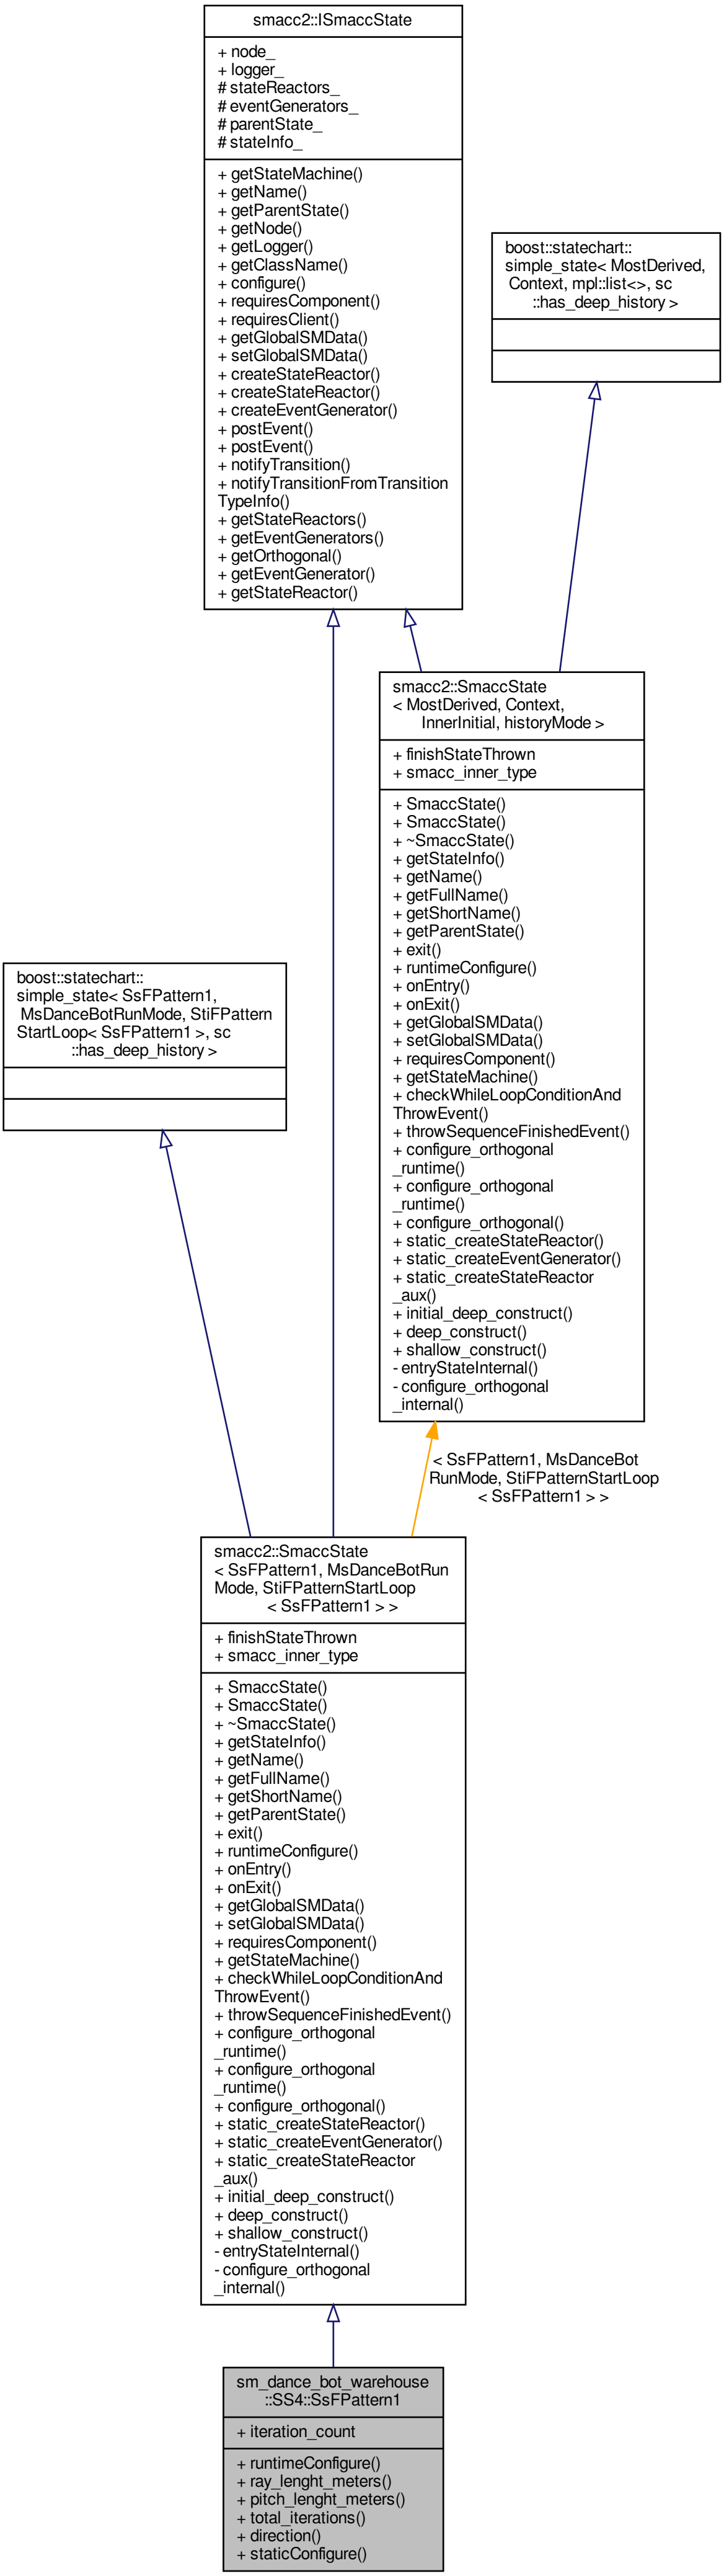 smacc2::ISmaccState
+ node_
+ logger_
# stateReactors_
# eventGenerators_
# parentState_
# stateInfo_
+ getStateMachine()
+ getName()
+ getParentState()
+ getNode()
+ getLogger()
+ getClassName()
+ configure()
+ requiresComponent()
+ requiresClient()
+ getGlobalSMData()
+ setGlobalSMData()
+ createStateReactor()
+ createStateReactor()
+ createEventGenerator()
+ postEvent()
+ postEvent()
+ notifyTransition()
+ notifyTransitionFromTransition
TypeInfo()
+ getStateReactors()
+ getEventGenerators()
+ getOrthogonal()
+ getEventGenerator()
+ getStateReactor()
boost::statechart::
simple_state< MostDerived,
Context, mpl::list<>, sc
::has_deep_history >
smacc2::SmaccState
< MostDerived, Context,
InnerInitial, historyMode >
+ finishStateThrown
+ smacc_inner_type
+ SmaccState()
+ SmaccState()
+ ~SmaccState()
+ getStateInfo()
+ getName()
+ getFullName()
+ getShortName()
+ getParentState()
+ exit()
+ runtimeConfigure()
+ onEntry()
+ onExit()
+ getGlobalSMData()
+ setGlobalSMData()
+ requiresComponent()
+ getStateMachine()
+ checkWhileLoopConditionAnd
ThrowEvent()
+ throwSequenceFinishedEvent()
+ configure_orthogonal
_runtime()
+ configure_orthogonal
_runtime()
+ configure_orthogonal()
+ static_createStateReactor()
+ static_createEventGenerator()
+ static_createStateReactor
_aux()
+ initial_deep_construct()
+ deep_construct()
+ shallow_construct()
- entryStateInternal()
- configure_orthogonal
_internal()
boost::statechart::
simple_state< SsFPattern1,
MsDanceBotRunMode, StiFPattern
StartLoop< SsFPattern1 >, sc
::has_deep_history >
< SsFPattern1, MsDanceBot
RunMode, StiFPatternStartLoop
< SsFPattern1 > >
smacc2::SmaccState
< SsFPattern1, MsDanceBotRun
Mode, StiFPatternStartLoop
< SsFPattern1 > >
+ finishStateThrown
+ smacc_inner_type
+ SmaccState()
+ SmaccState()
+ ~SmaccState()
+ getStateInfo()
+ getName()
+ getFullName()
+ getShortName()
+ getParentState()
+ exit()
+ runtimeConfigure()
+ onEntry()
+ onExit()
+ getGlobalSMData()
+ setGlobalSMData()
+ requiresComponent()
+ getStateMachine()
+ checkWhileLoopConditionAnd
ThrowEvent()
+ throwSequenceFinishedEvent()
+ configure_orthogonal
_runtime()
+ configure_orthogonal
_runtime()
+ configure_orthogonal()
+ static_createStateReactor()
+ static_createEventGenerator()
+ static_createStateReactor
_aux()
+ initial_deep_construct()
+ deep_construct()
+ shallow_construct()
- entryStateInternal()
- configure_orthogonal
_internal()
sm_dance_bot_warehouse
::SS4::SsFPattern1
+ iteration_count
+ runtimeConfigure()
+ ray_lenght_meters()
+ pitch_lenght_meters()
+ total_iterations()
+ direction()
+ staticConfigure()